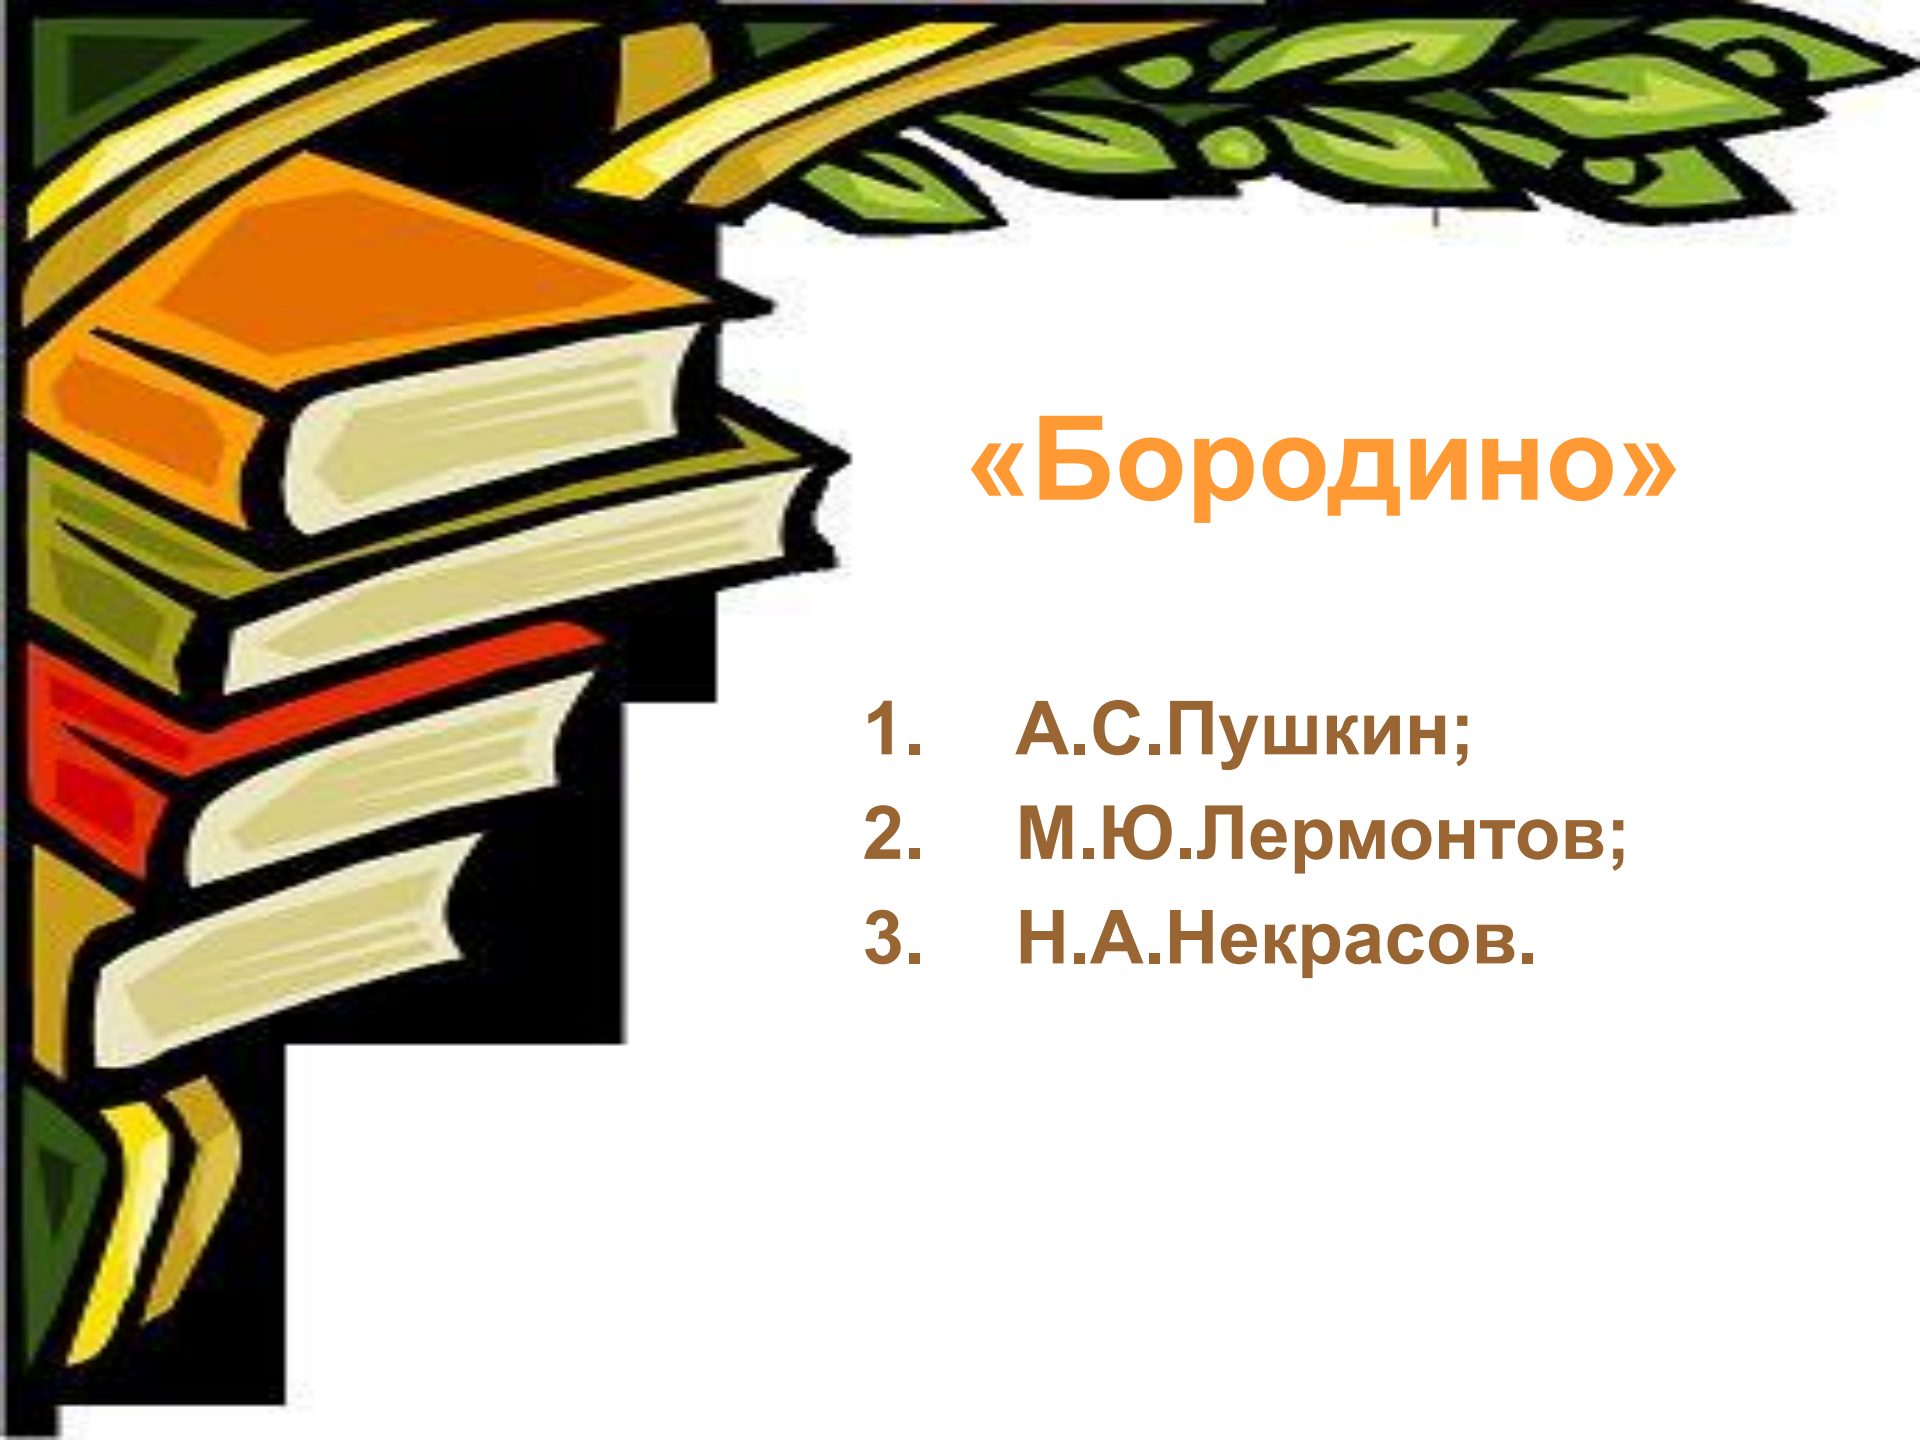 «Бородино»
1. А.С.Пушкин;
2. М.Ю.Лермонтов;
3. Н.А.Некрасов.